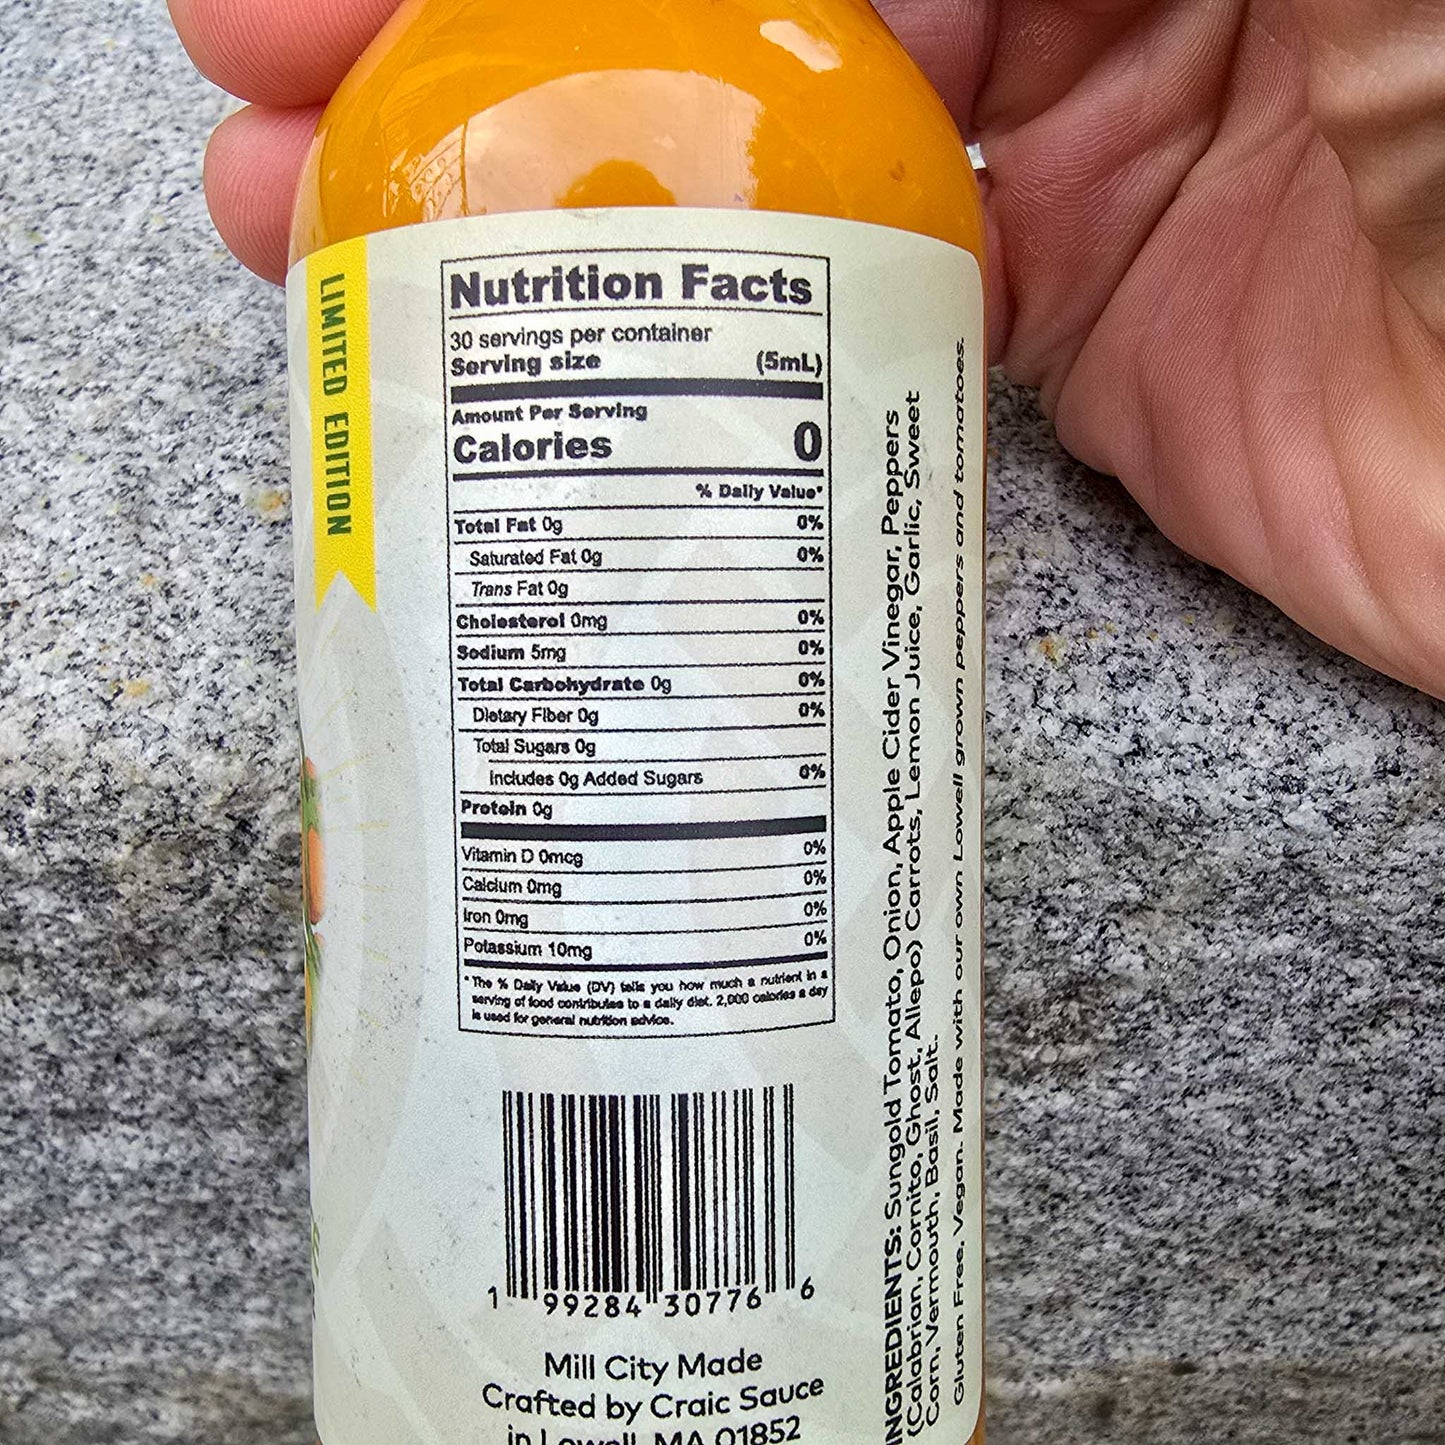 LIMITED EDITION
Nutrition Facts
30 servings per container
Serving size (5mL)
Amount Per Serving
Calories 0
% Daily Value*
Total Fat 0g 0%
Saturated Fat 0g 0%
Trans Fat 0g
Cholesterol 0mg 0%
Sodium 5mg 0%
Total Carbohydrate 0g 0%
Dietary Fiber 0g 0%
Total Sugars 0g
Includes 0g Added Sugars 0%
Protein 0g
Vitamin D 0mcg 0%
Calcium 0mg 0%
Iron 0mg 0%
Potassium 10mg 0%
* The % Daily Value (DV) tells you how much a nutrient in a
serving of food contributes to a daily diet. 2,000 calories a day
is used for general nutrition advice.
1 99284 30776 6
Mill City Made
Crafted by Craic Sauce
in Lowell, MA 01852
INGREDIENTS: Sungold Tomato, Onion, Apple Cider Vinegar, Peppers
(Calabrian, Cornito, Ghost, Allepo) Carrots, Lemon Juice, Garlic, Sweet
Corn, Vermouth, Basil, Salt.
Gluten Free, Vegan. Made with our own Lowell grown peppers and tomatoes.